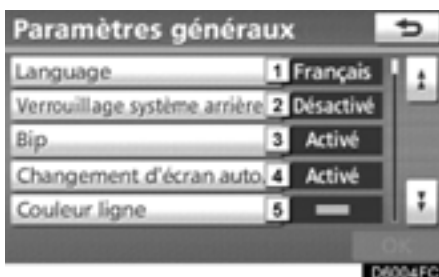 Paramètres généraux
Language 1 Français
Verrouillage système arrière 2 Désactivé
Bip 3 Activé
Changement d'écran auto. 4 Activé
Couleur ligne 5
OK